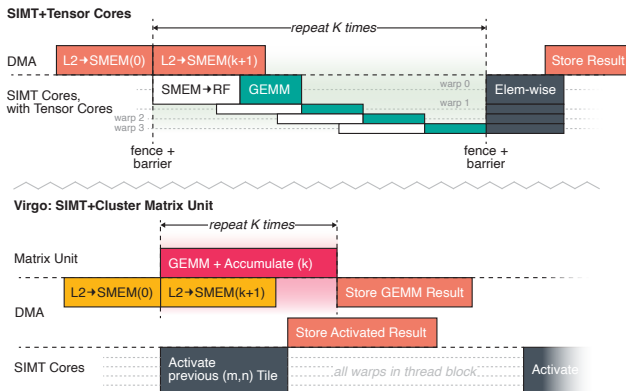 SIMT+Tensor Cores
repeat K times
DMA
L2→SMEM(0)
L2→SMEM(k+1)
Store Result
SIMT Cores,
with Tensor Cores
SMEM→RF
GEMM
warp 0
Elem-wise
warp 1
warp 2
warp 3
fence +
barrier
fence +
barrier
Virgo: SIMT+Cluster Matrix Unit
repeat K times
Matrix Unit
GEMM + Accumulate (k)
DMA
L2→SMEM(0)
L2→SMEM(k+1)
Store GEMM Result
Store Activated Result
SIMT Cores
Activate
previous (m,n) Tile
all warps in thread block
Activate